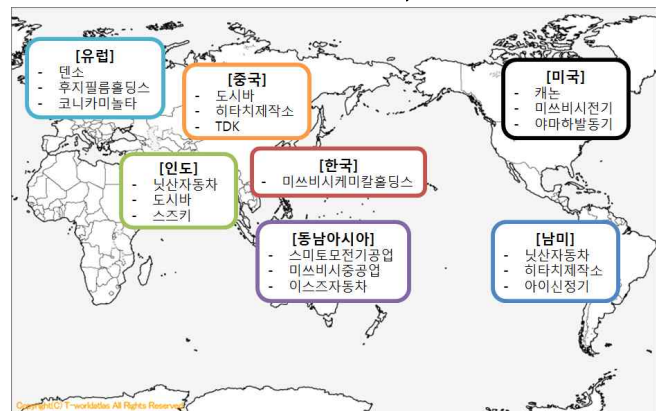 [유럽]
- 덴소
- 후지필름홀딩스
- 코니카미놀타
[중국]
- 도시바
- 히타치제작소
- TDK
[미국]
- 캐논
- 미쓰비시전기
- 야마하발동기
[인도]
- 닛산자동차
- 도시바
- 스즈키
[한국]
- 미쓰비시케미칼홀딩스
[동남아시아]
- 스미토모전기공업
- 미쓰비시중공업
- 이스즈자동차
[남미]
- 닛산자동차
- 히타치제작소
- 아이신정기
Copyright(C) T-worldatlas All Rights Reserved